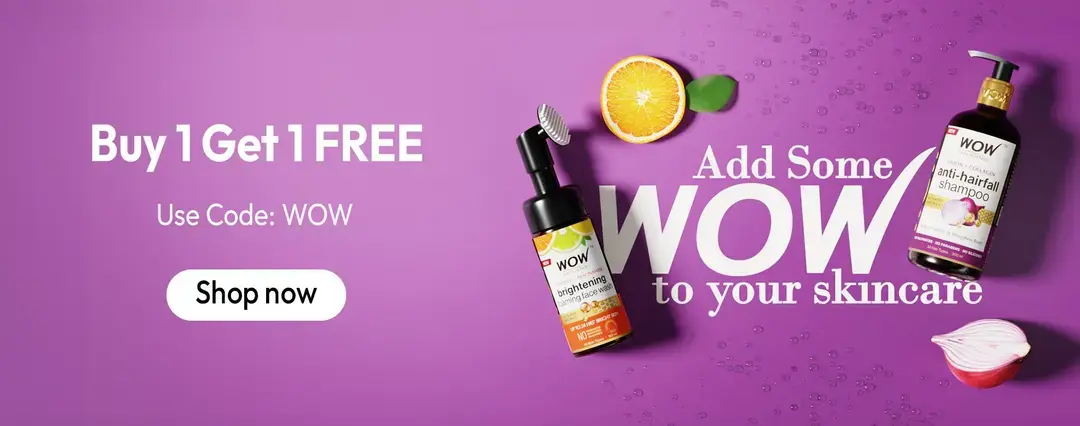 Buy 1 Get 1 FREE
Use Code: WOW
Shop now
Add Some
WOW
to your skincare
WOW
brightening
foaming face wash
NO
WOW
anti-hairfall
shampoo